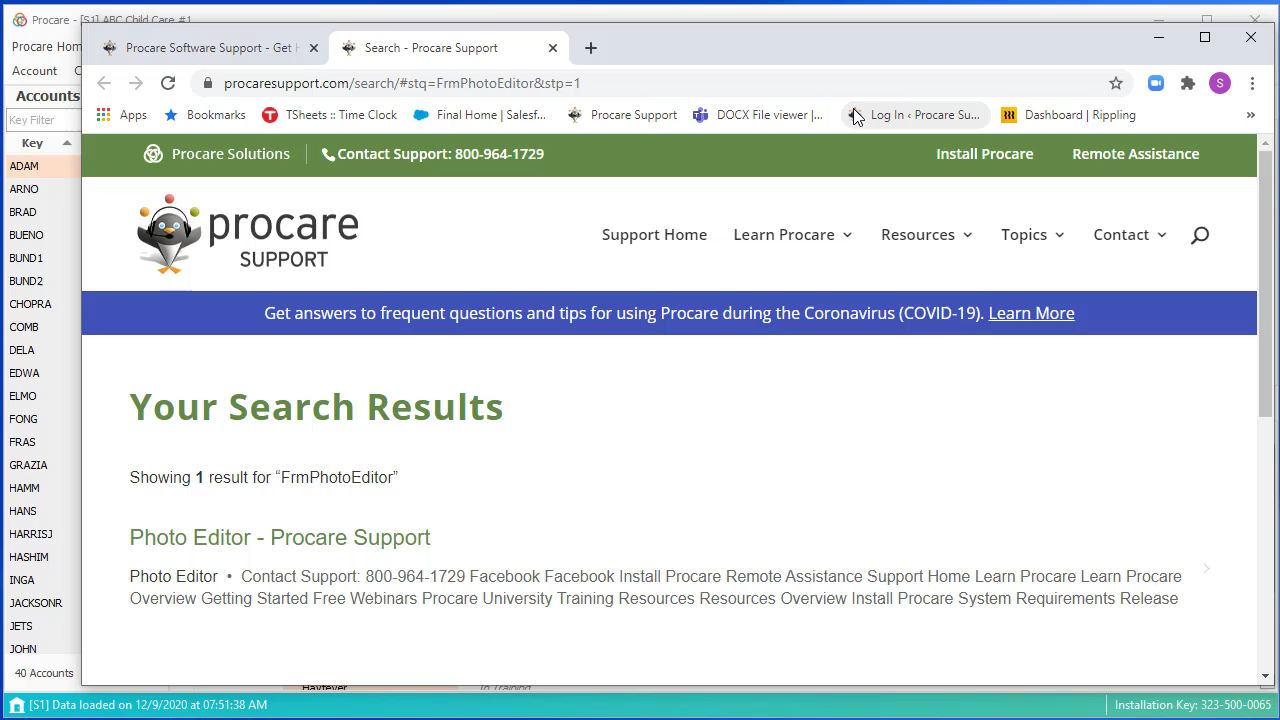 Procare - [S1] ABC Child Care #1
Procare Hom
Account
Accounts
Key Filter
Key
ADAM
ARNO
BRAD
BUENO
BUND1
BUND2
CHOPRA
COMB
DELA
EDWA
ELMO
FONG
FRAS
GRAZIA
HAMM
HANS
HARRISJ
HASHIM
INGA
JACKSONR
JETS
JOHN
40 Accounts
Procare Software Support - Get H
Search - Procare Support
procaresupport.com/search/#stq=FrmPhotoEditor&stp=1
S
Apps
Bookmarks
TSheets :: Time Clock
Final Home | Salesf...
Procare Support
DOCX File viewer |...
Log In ‹ Procare Su...
Dashboard | Rippling
»
Procare Solutions
Contact Support: 800-964-1729
Install Procare
Remote Assistance
procare
SUPPORT
Support Home
Learn Procare
Resources
Topics
Contact
Get answers to frequent questions and tips for using Procare during the Coronavirus (COVID-19). Learn More
Your Search Results
Showing 1 result for “FrmPhotoEditor”
Photo Editor - Procare Support
Photo Editor • Contact Support: 800-964-1729 Facebook Facebook Install Procare Remote Assistance Support Home Learn Procare Learn Procare
Overview Getting Started Free Webinars Procare University Training Resources Resources Overview Install Procare System Requirements Release
Hayfever
In Training
[S1] Data loaded on 12/9/2020 at 07:51:38 AM
Installation Key: 323-500-0065